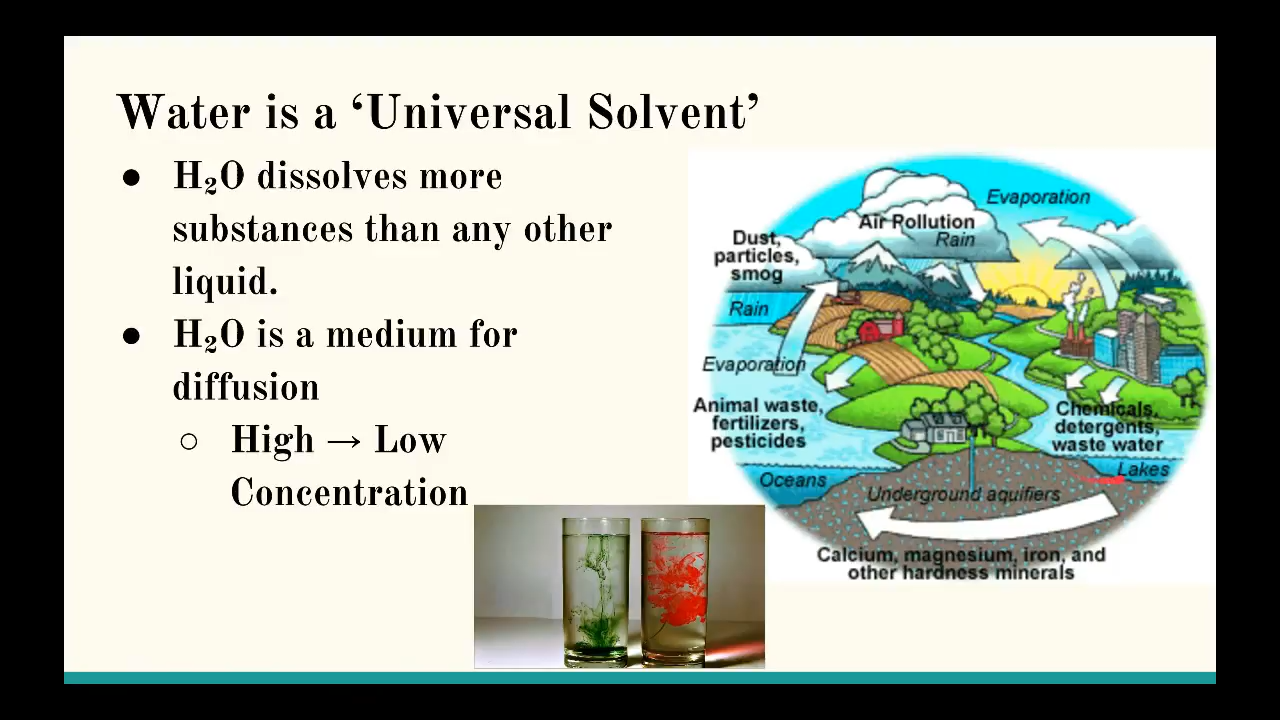 Water is a ‘Universal Solvent’
● H₂O dissolves more
substances than any other
liquid.
● H₂O is a medium for
diffusion
○ High → Low
Concentration
Evaporation
Air Pollution
Rain
Dust,
particles,
smog
Rain
Evaporation
Animal waste,
fertilizers,
pesticides
Chemicals,
detergents,
waste water
Lakes
Oceans
Underground aquifiers
Calcium, magnesium, iron, and
other hardness minerals